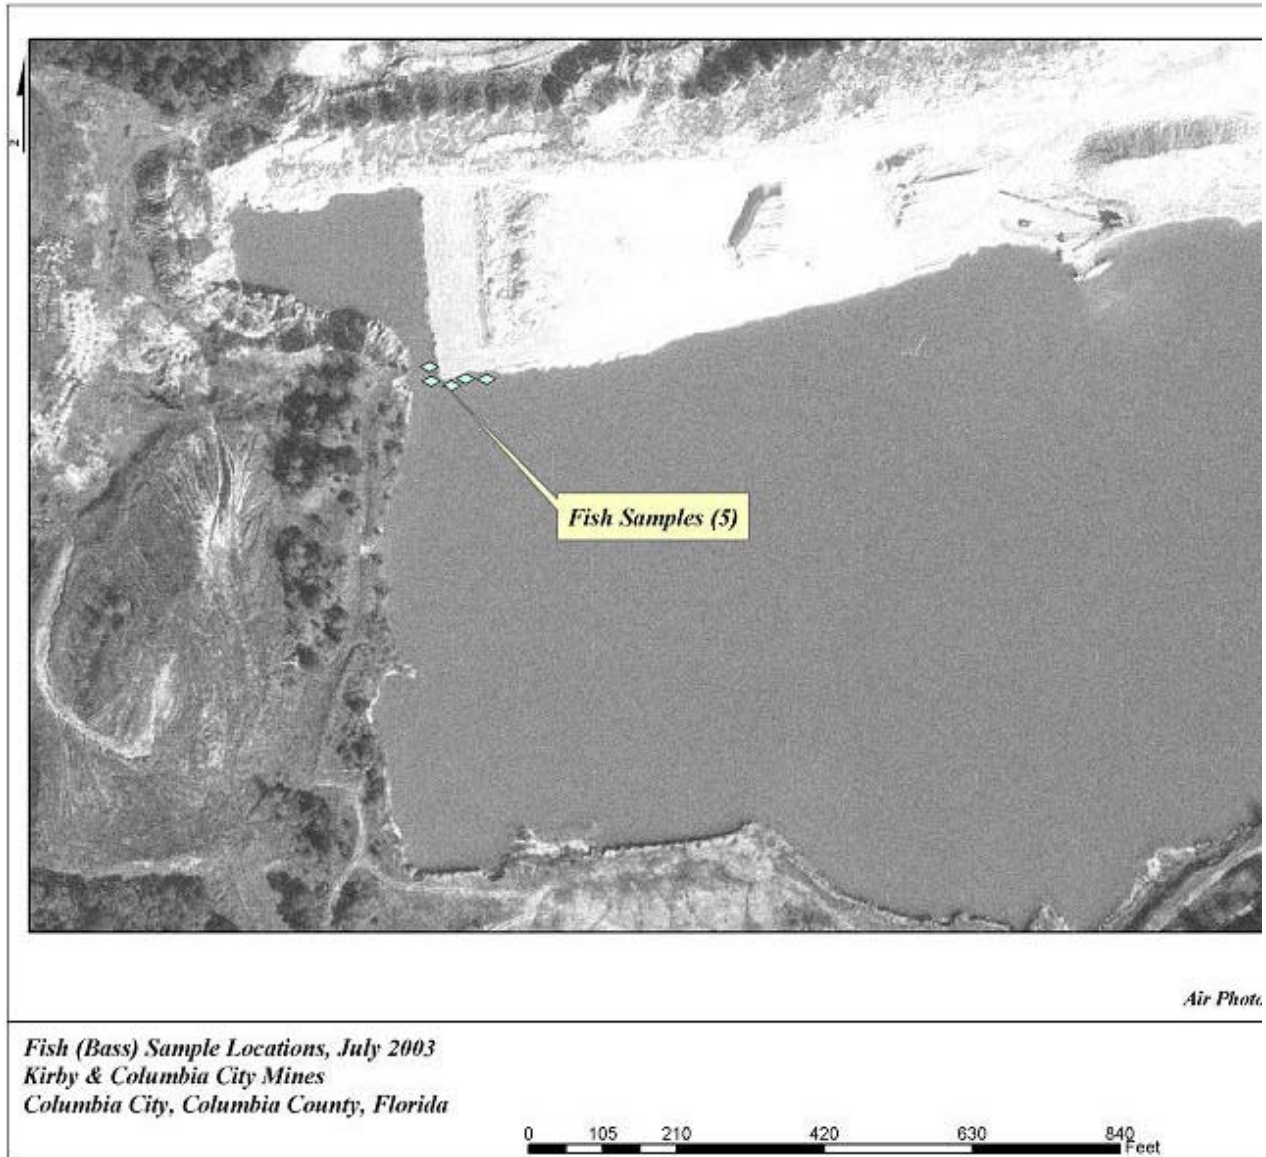 Z
Fish Samples (5)
Air Photo
Fish (Bass) Sample Locations, July 2003
Kirby & Columbia City Mines
Columbia City, Columbia County, Florida
0 105 210 420 630 840
Feet